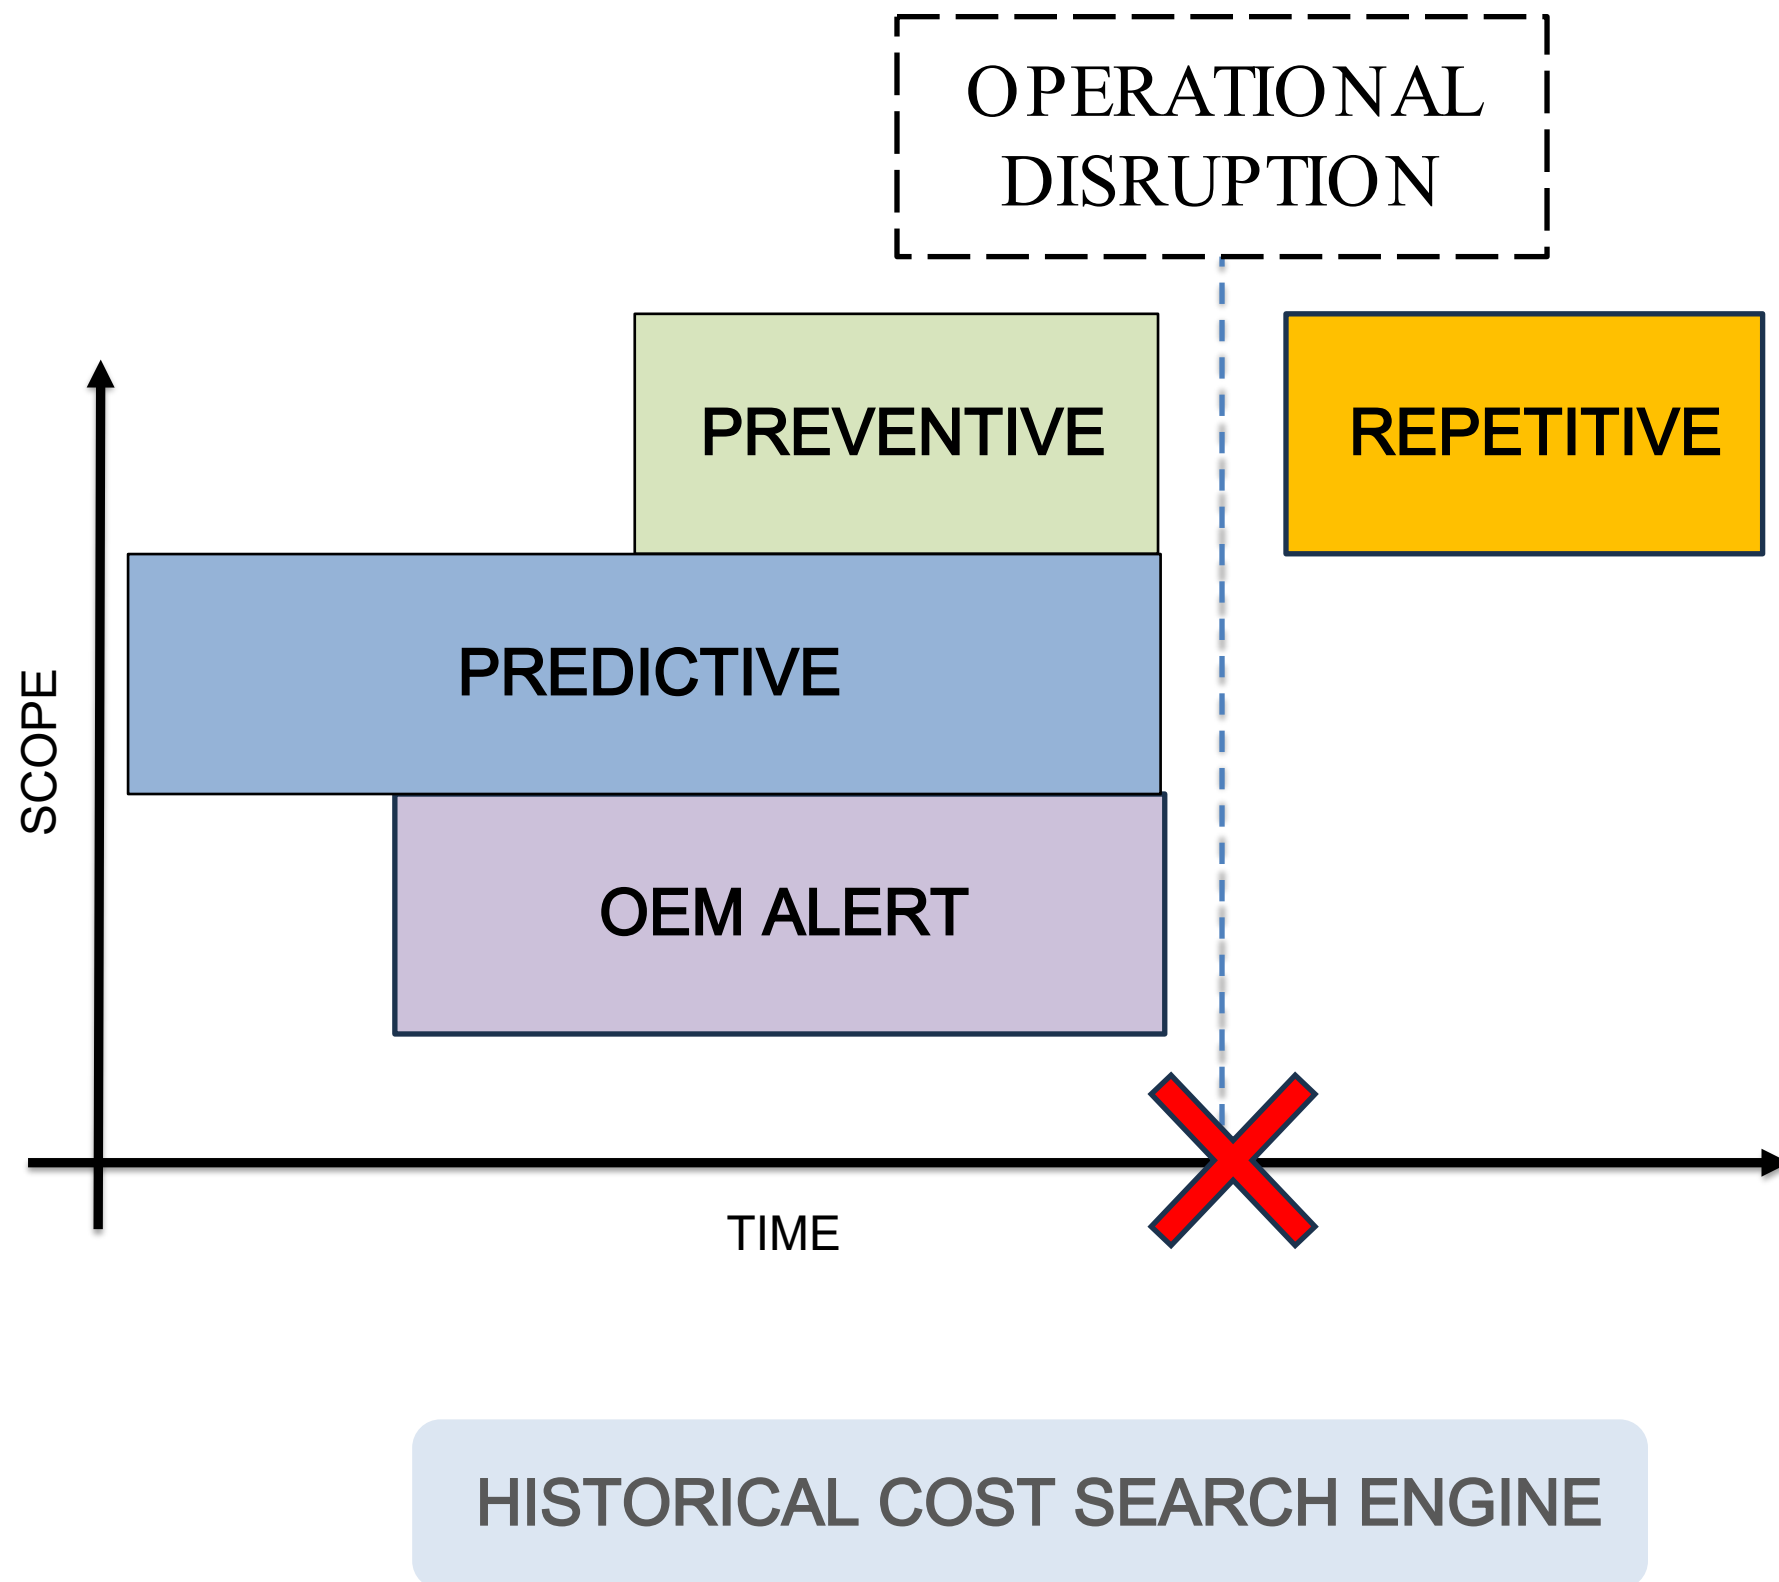 OPERATIONAL
DISRUPTION
PREVENTIVE
REPETITIVE
PREDICTIVE
SCOPE
OEM ALERT
TIME
HISTORICAL COST SEARCH ENGINE